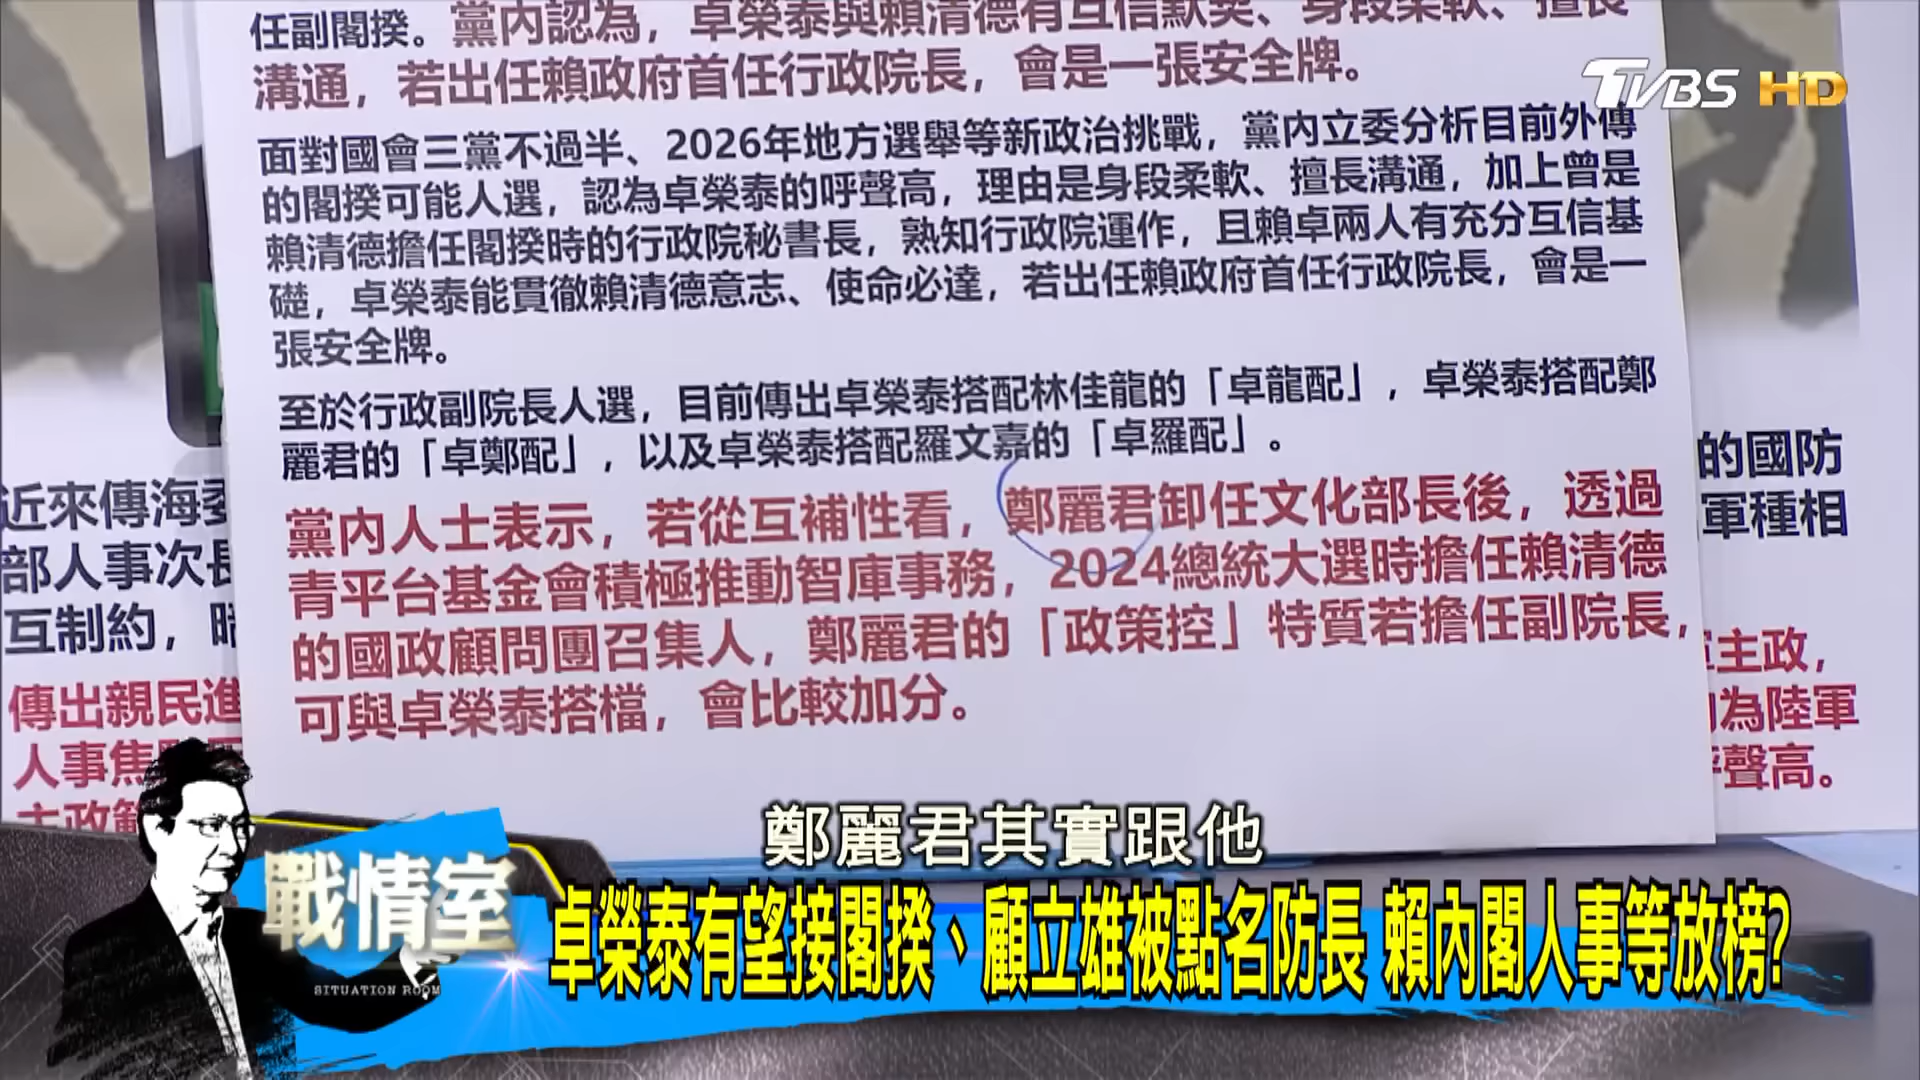 任副閣揆。黨內認為，卓榮泰與賴清德有互信默契、身段柔軟、擅長
溝通，若出任賴政府首任行政院長，會是一張安全牌。
TVBS HD
面對國會三黨不過半、2026年地方選舉等新政治挑戰，黨內立委分析目前外傳
的閣揆可能人選，認為卓榮泰的呼聲高，理由是身段柔軟、擅長溝通，加上曾是
賴清德擔任閣揆時的行政院秘書長，熟知行政院運作，且賴卓兩人有充分互信基
礎，卓榮泰能貫徹賴清德意志、使命必達，若出任賴政府首任行政院長，會是一
張安全牌。
至於行政副院長人選，目前傳出卓榮泰搭配林佳龍的「卓龍配」，卓榮泰搭配鄭
麗君的「卓鄭配」，以及卓榮泰搭配羅文嘉的「卓羅配」。
黨內人士表示，若從互補性看，鄭麗君卸任文化部長後，透過
青平台基金會積極推動智庫事務，2024總統大選時擔任賴清德
的國政顧問團召集人，鄭麗君的「政策控」特質若擔任副院長，
可與卓榮泰搭檔，會比較加分。
近來傳海委
部人事次長
互制約，
傳出親民進
人事焦
主政
的國防
軍種相
主政，
為陸軍
聲高。
鄭麗君其實跟他
戰情室
SITUATION ROOM
卓榮泰有望接閣揆、顧立雄被點名防長 賴內閣人事等放榜?